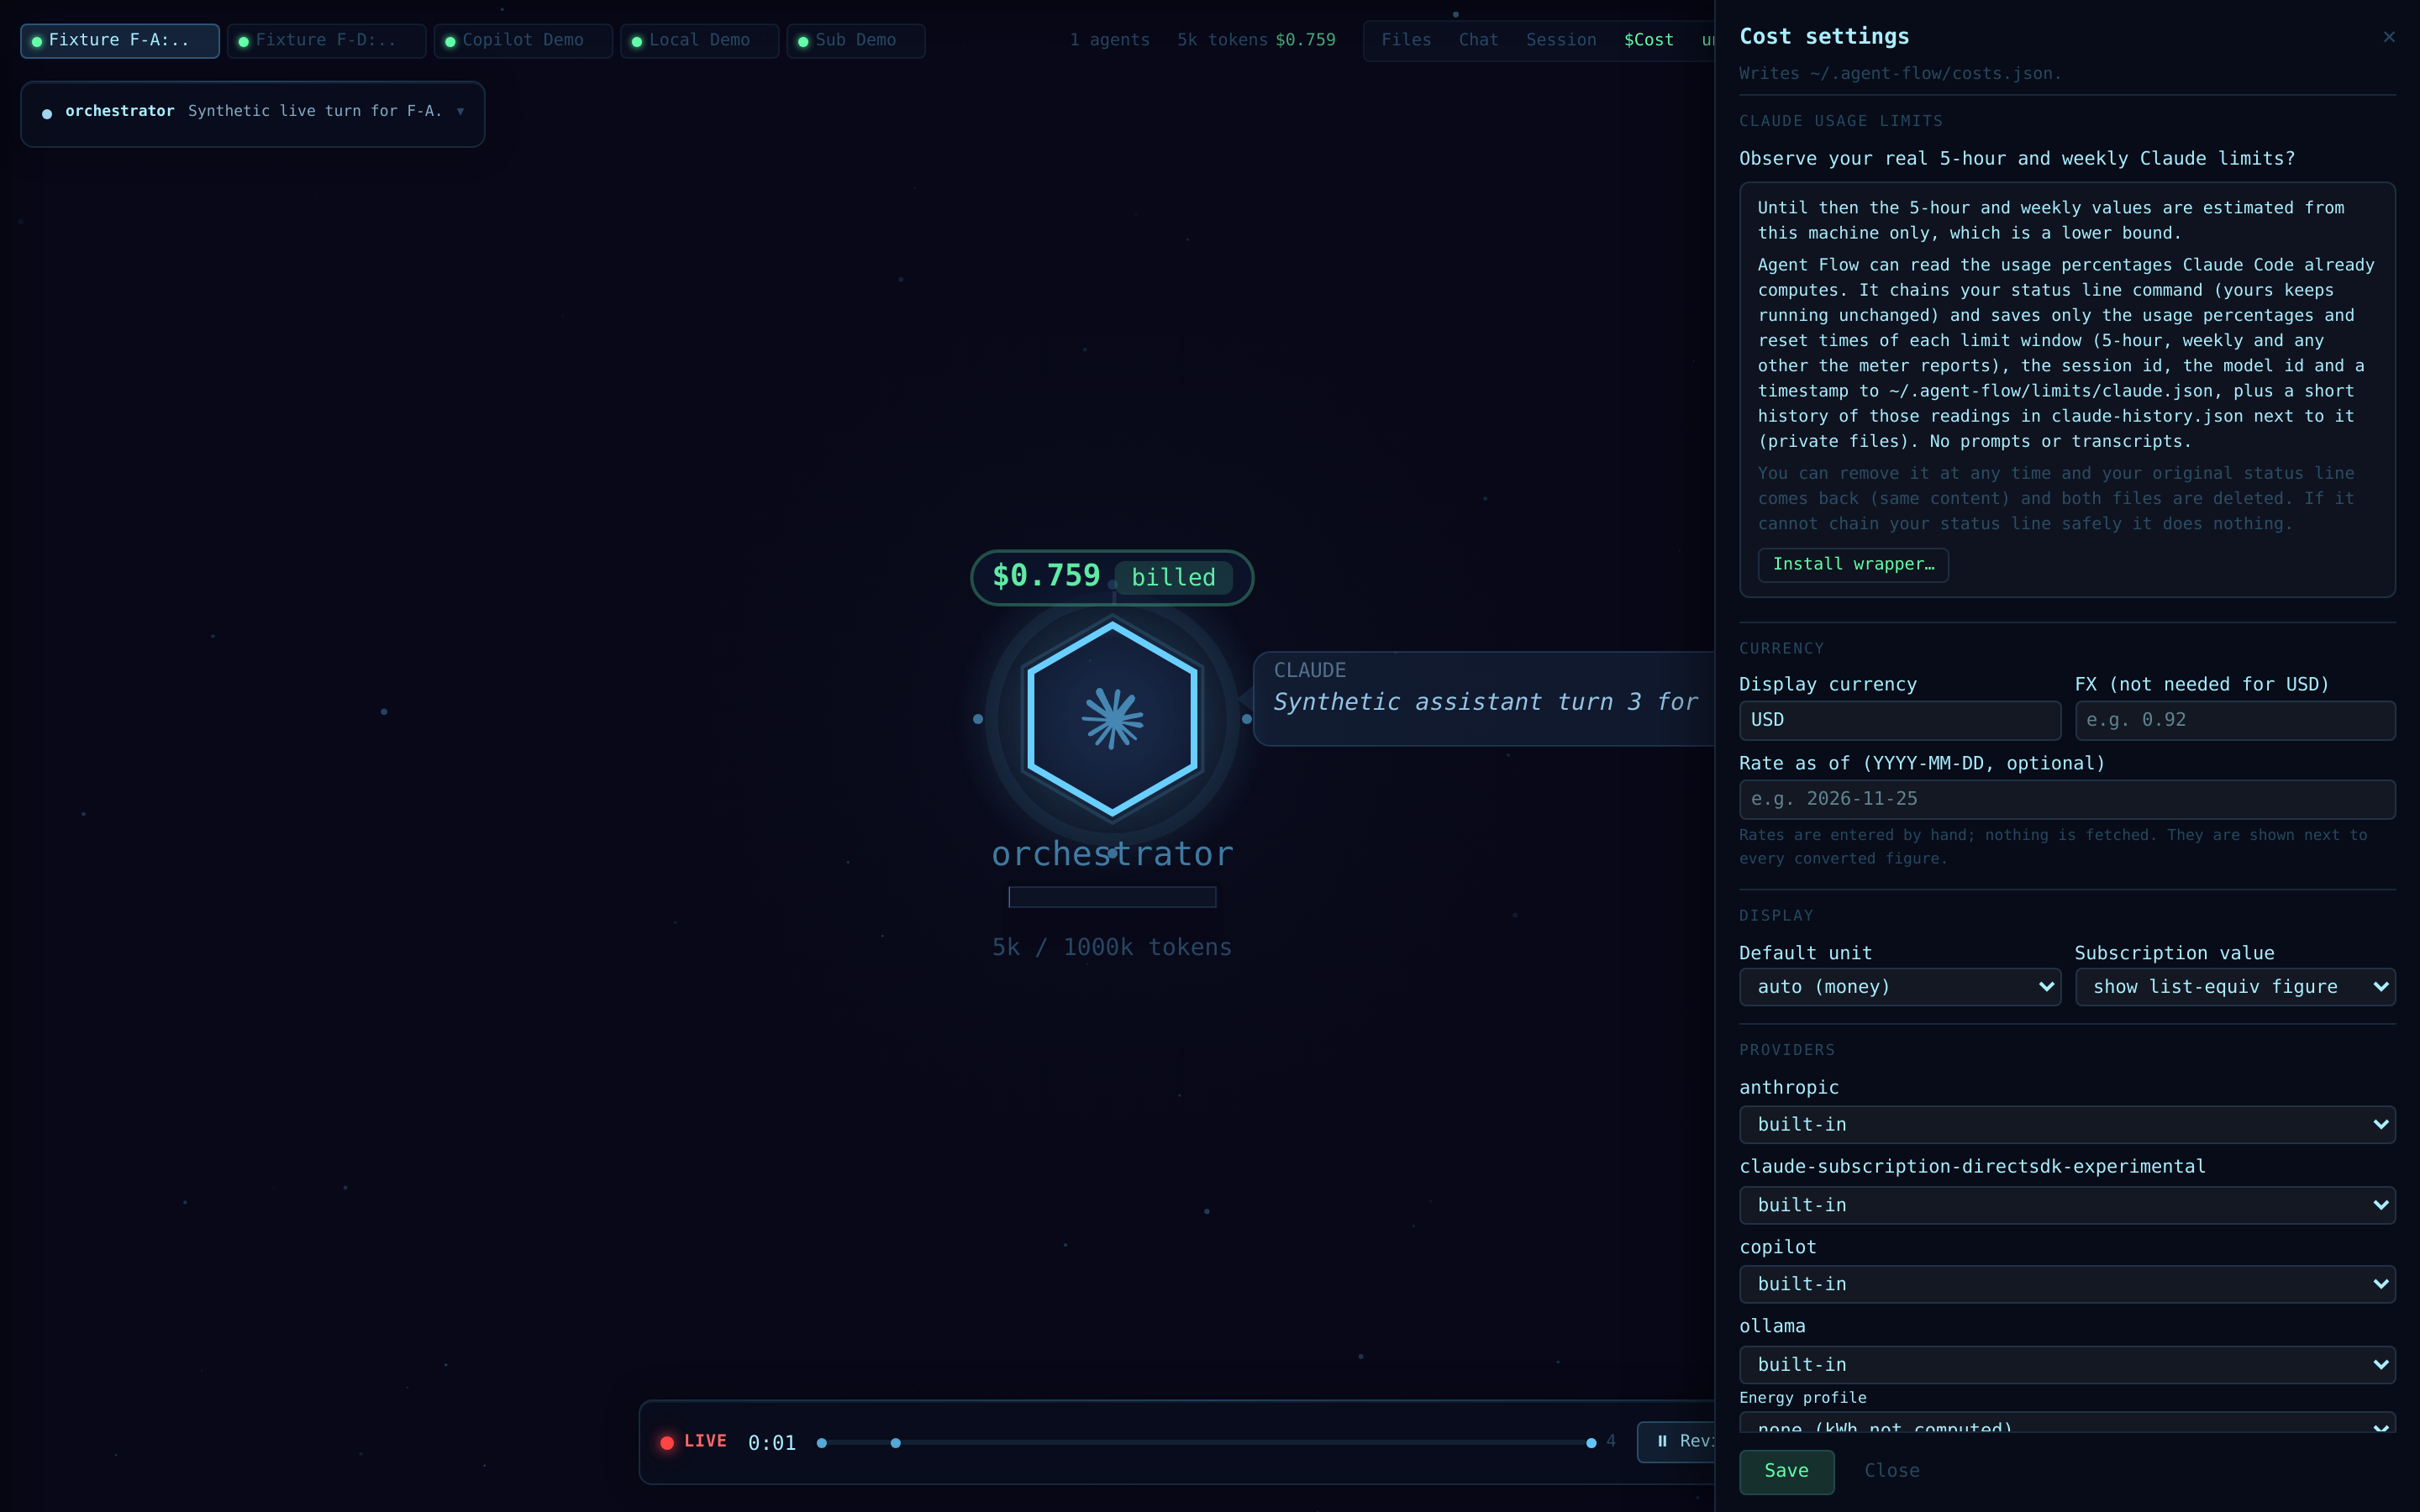 Fixture F-A:..
Fixture F-D:..
Copilot Demo
Local Demo
Sub Demo
1 agents
5k tokens $0.759
Files
Chat
Session
$Cost
orchestrator Synthetic live turn for F-A. ▼
$0.759 billed
CLAUDE
Synthetic assistant turn 3 for
orchestrator
5k / 1000k tokens
LIVE
0:01
4
Cost settings
×
Writes ~/.agent-flow/costs.json.
CLAUDE USAGE LIMITS
Observe your real 5-hour and weekly Claude limits?
Until then the 5-hour and weekly values are estimated from
this machine only, which is a lower bound.
Agent Flow can read the usage percentages Claude Code already
computes. It chains your status line command (yours keeps
running unchanged) and saves only the usage percentages and
reset times of each limit window (5-hour, weekly and any
other the meter reports), the session id, the model id and a
timestamp to ~/.agent-flow/limits/claude.json, plus a short
history of those readings in claude-history.json next to it
(private files). No prompts or transcripts.
You can remove it at any time and your original status line
comes back (same content) and both files are deleted. If it
cannot chain your status line safely it does nothing.
Install wrapper…
CURRENCY
Display currency
FX (not needed for USD)
USD
e.g. 0.92
Rate as of (YYYY-MM-DD, optional)
e.g. 2026-11-25
Rates are entered by hand; nothing is fetched. They are shown next to
every converted figure.
DISPLAY
Default unit
Subscription value
auto (money)
show list-equiv figure
PROVIDERS
anthropic
built-in
claude-subscription-directsdk-experimental
built-in
copilot
built-in
ollama
built-in
Energy profile
none (kWh not computed)
Save
Close